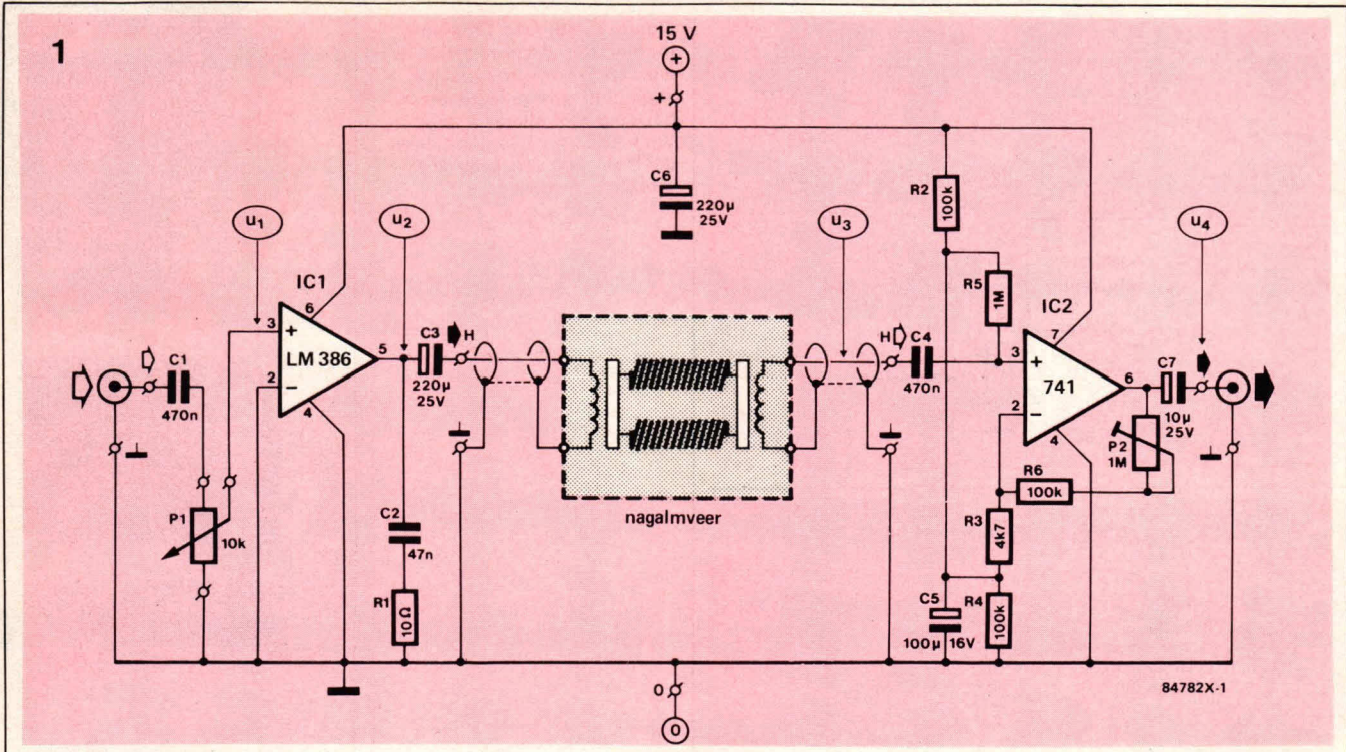 1
15 V
+
+
C6
220µ
25V
R2
100k
u₁
u₂
u₃
u₄
IC1
6
3
+
LM 386
5
2
−
4
C3
H
220µ
25V
C1
470n
⊥
P1
10k
C2
47n
R1
10Ω
⊥
nagalmveer
H
C4
470n
⊥
R5
1M
IC2
7
3
+
741
6
2
−
4
C7
10µ
25V
P2
1M
⊥
R6
100k
R3
4k7
C5
100µ
16V
R4
100k
0
0
84782X-1